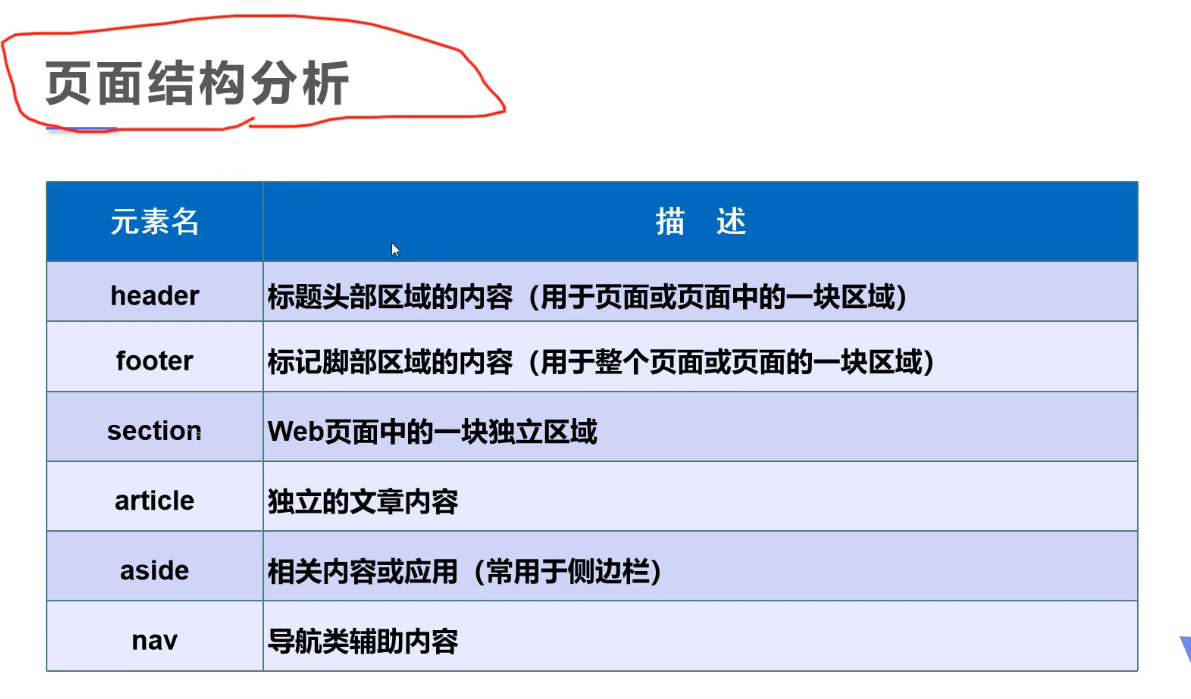 页面结构分析
元素名 描 述
header 标题头部区域的内容（用于页面或页面中的一块区域）
footer 标记脚部区域的内容（用于整个页面或页面的一块区域）
section Web页面中的一块独立区域
article 独立的文章内容
aside 相关内容或应用（常用于侧边栏）
nav 导航类辅助内容